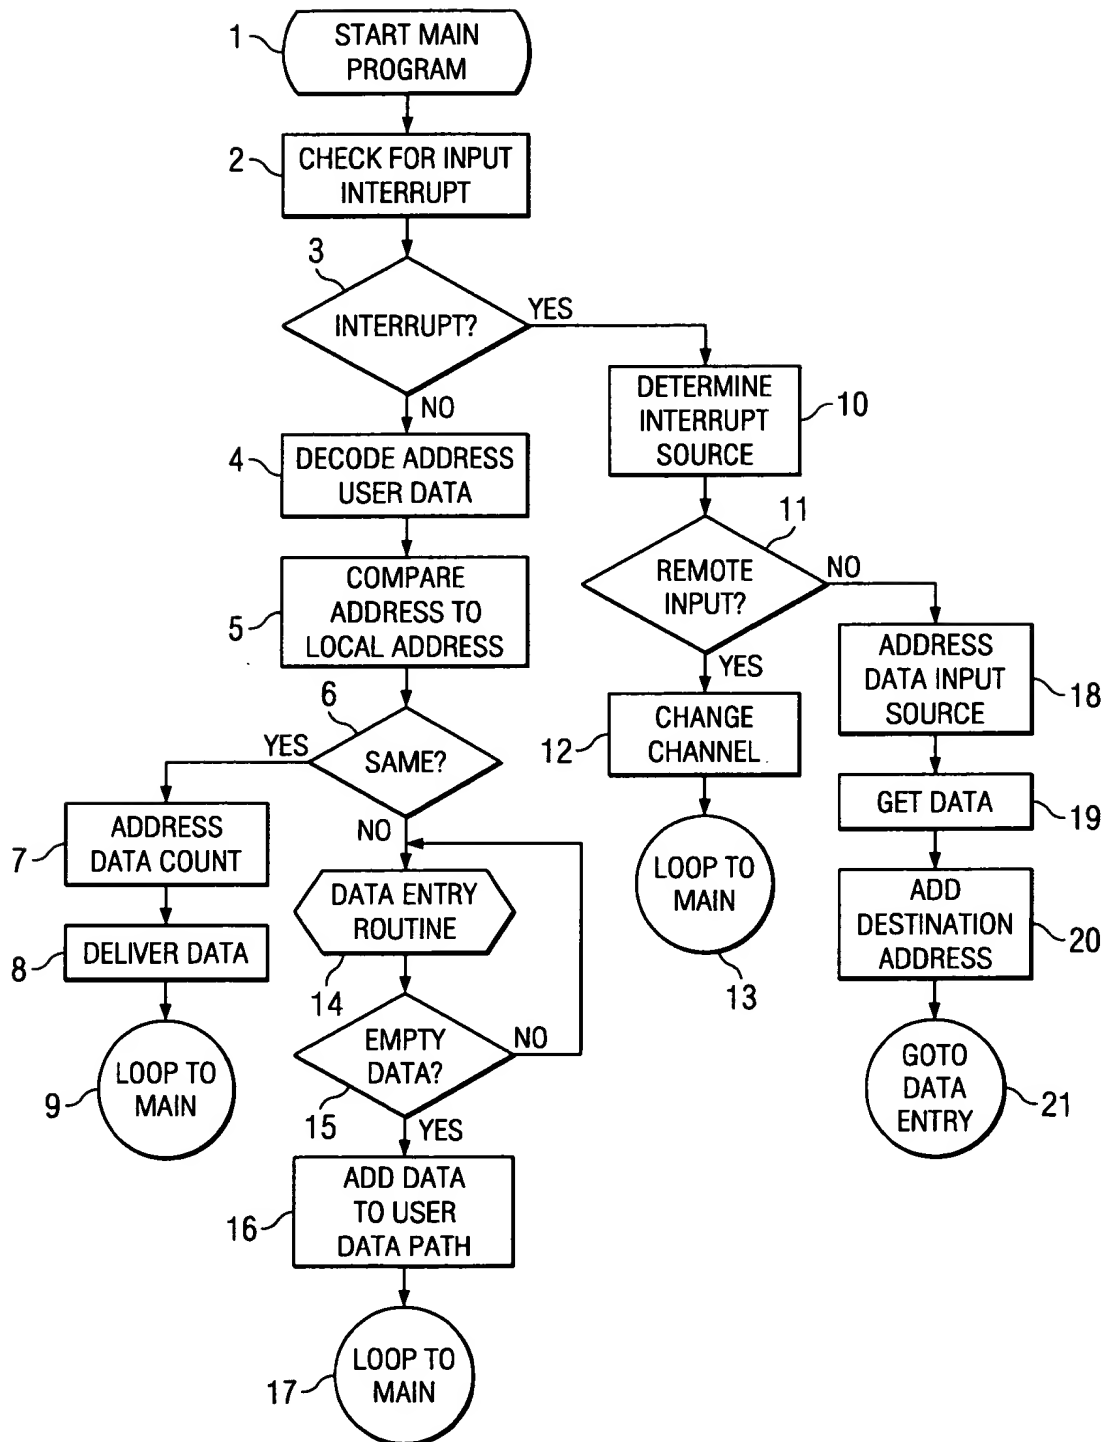 1
START MAIN
PROGRAM
2
CHECK FOR INPUT
INTERRUPT
3
INTERRUPT?
YES
NO
4
DECODE ADDRESS
USER DATA
5
COMPARE
ADDRESS TO
LOCAL ADDRESS
6
SAME?
YES
NO
7
ADDRESS
DATA COUNT
8
DELIVER DATA
9
LOOP TO
MAIN
DATA ENTRY
ROUTINE
14
EMPTY
DATA?
NO
15
YES
16
ADD DATA
TO USER
DATA PATH
17
LOOP TO
MAIN
DETERMINE
INTERRUPT
SOURCE
10
11
REMOTE
INPUT?
NO
YES
12
CHANGE
CHANNEL
LOOP TO
MAIN
13
ADDRESS
DATA INPUT
SOURCE
18
GET DATA
19
ADD
DESTINATION
ADDRESS
20
GOTO
DATA
ENTRY
21